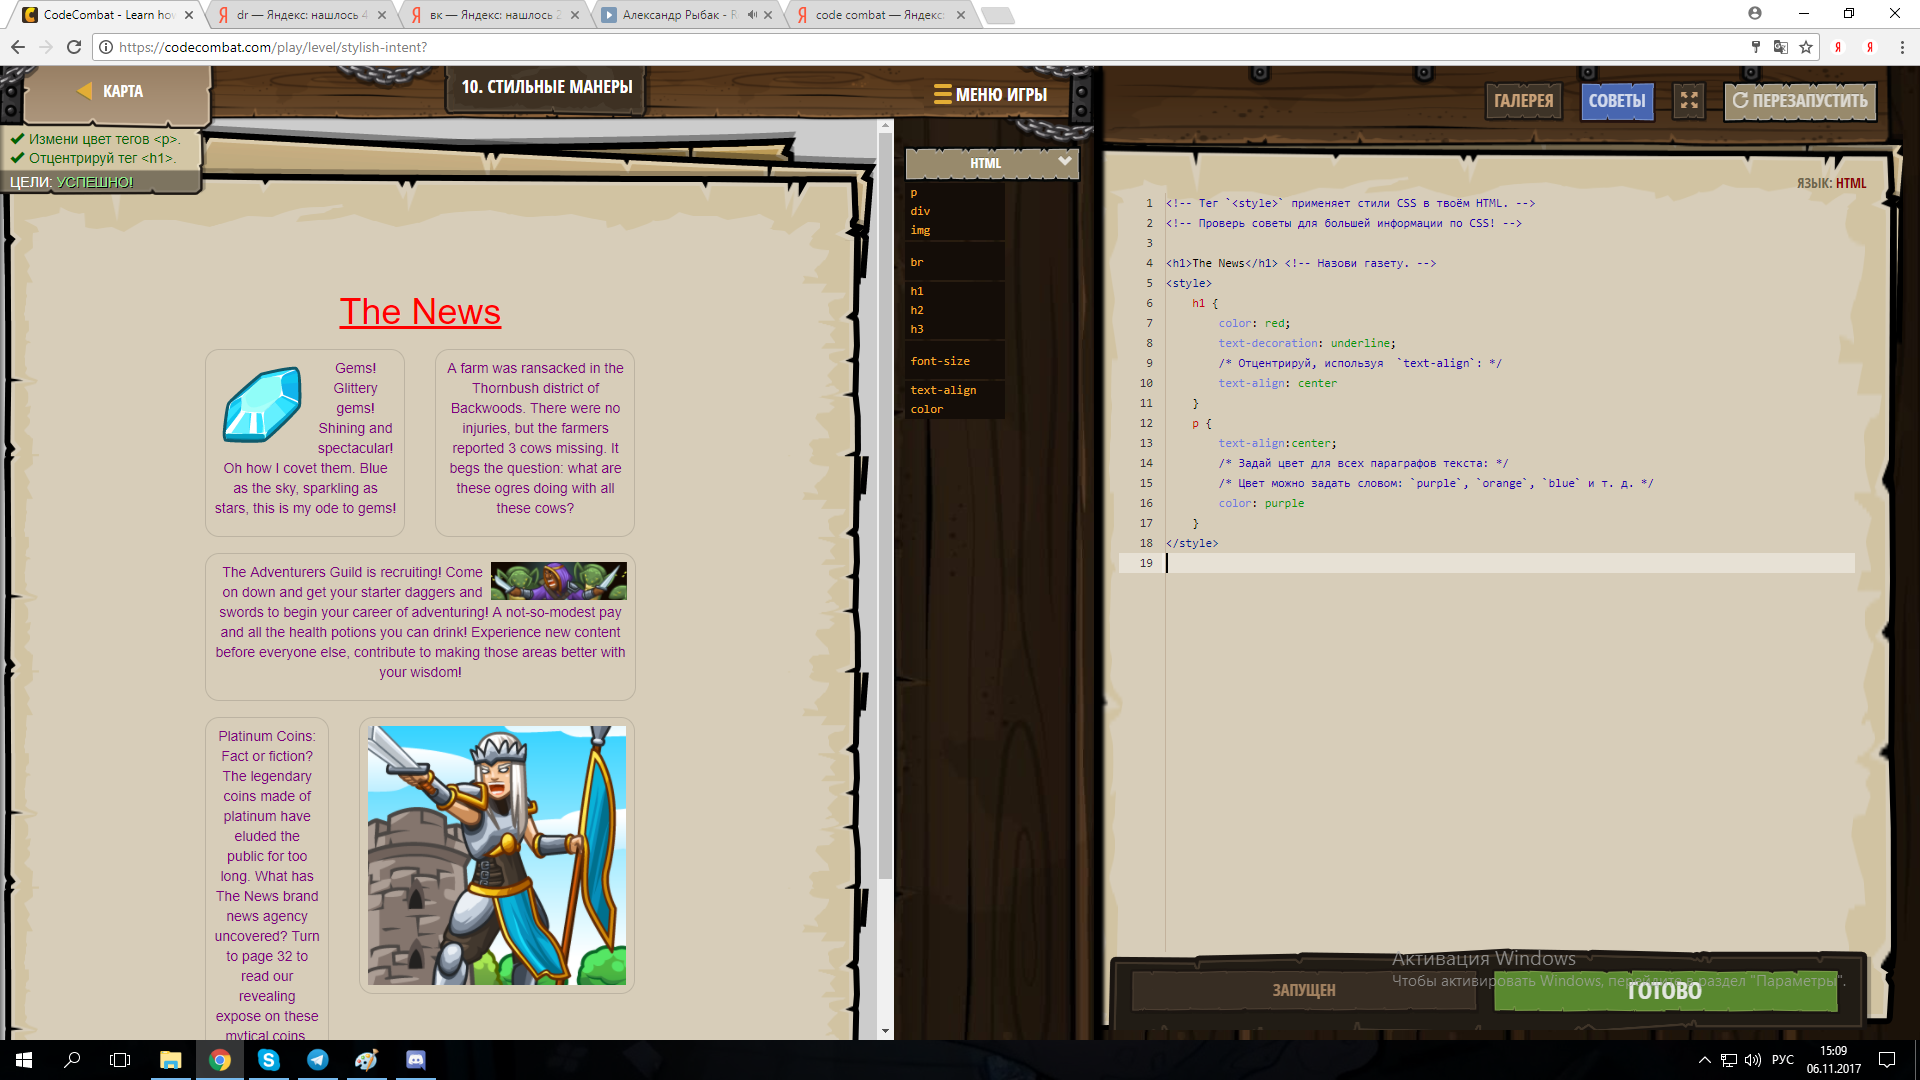 CodeCombat - Learn how
dr — Яндекс: нашлось 4
вк — Яндекс: нашлось 2
Александр Рыбак - R
code combat — Яндекс:
https://codecombat.com/play/level/stylish-intent?
КАРТА
10. СТИЛЬНЫЕ МАНЕРЫ
МЕНЮ ИГРЫ
ГАЛЕРЕЯ
СОВЕТЫ
ПЕРЕЗАПУСТИТЬ
Измени цвет тегов <p>.
Отцентрируй тег <h1>.
ЦЕЛИ: УСПЕШНО!
The News
Gems!
Glittery
gems!
Shining and
spectacular!
Oh how I covet them. Blue
as the sky, sparkling as
stars, this is my ode to gems!
A farm was ransacked in the
Thornbush district of
Backwoods. There were no
injuries, but the farmers
reported 3 cows missing. It
begs the question: what are
these ogres doing with all
these cows?
The Adventurers Guild is recruiting! Come
on down and get your starter daggers and
swords to begin your career of adventuring! A not-so-modest pay
and all the health potions you can drink! Experience new content
before everyone else, contribute to making those areas better with
your wisdom!
Platinum Coins:
Fact or fiction?
The legendary
coins made of
platinum have
eluded the
public for too
long. What has
The News brand
news agency
uncovered? Turn
to page 32 to
read our
revealing
expose on these
mytical coins
HTML
p
div
img
br
h1
h2
h3
font-size
text-align
color
ЯЗЫК: HTML
1 <!-- Тег `<style>` применяет стили CSS в твоём HTML. -->
2 <!-- Проверь советы для большей информации по CSS! -->
3
4 <h1>The News</h1> <!-- Назови газету. -->
5 <style>
6 h1 {
7 color: red;
8 text-decoration: underline;
9 /* Отцентрируй, используя  `text-align`: */
10 text-align: center
11 }
12 p {
13 text-align:center;
14 /* Задай цвет для всех параграфов текста: */
15 /* Цвет можно задать словом: `purple`, `orange`, `blue` и т. д. */
16 color: purple
17 }
18 </style>
19
ЗАПУЩЕН
ГОТОВО
Активация Windows
Чтобы активировать Windows, перейдите в раздел "Параметры".
РУС
15:09
06.11.2017